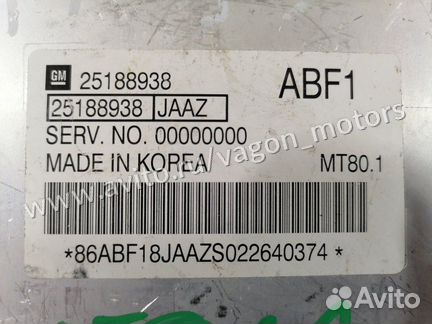 GM 25188938 ABF1
25188938 JAAZ
SERV. NO. 00000000
MADE IN KOREA MT80.1
www.avito.ru/vagon_motors
*86ABF18JAAZS022640374*
Avito